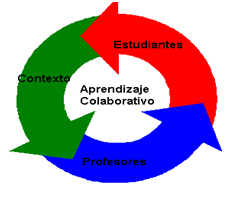 Estudiantes
Contexto
Aprendizaje
Colaborativo
Profesores